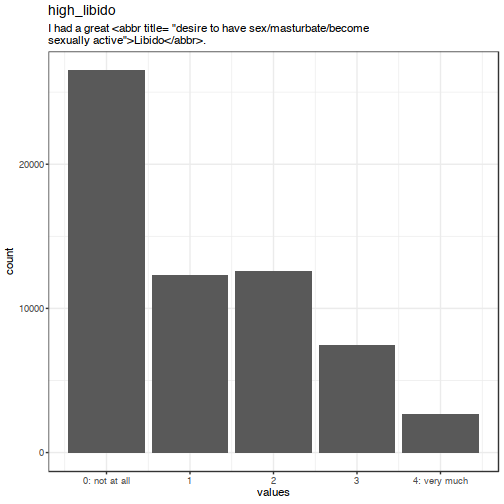 high_libido
I had a great <abbr title= "desire to have sex/masturbate/become
sexually active">Libido</abbr>.
20000
10000
0
count
0: not at all
1
2
3
4: very much
values